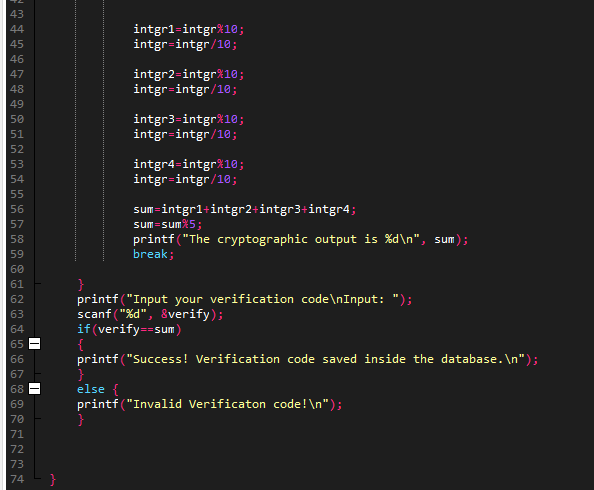 42
43
44 intgr1=intgr%10;
45 intgr=intgr/10;
46
47 intgr2=intgr%10;
48 intgr=intgr/10;
49
50 intgr3=intgr%10;
51 intgr=intgr/10;
52
53 intgr4=intgr%10;
54 intgr=intgr/10;
55
56 sum=intgr1+intgr2+intgr3+intgr4;
57 sum=sum%5;
58 printf("The cryptographic output is %d\n", sum);
59 break;
60
61 }
62 printf("Input your verification code\nInput: ");
63 scanf("%d", &verify);
64 if(verify==sum)
65 {
66 printf("Success! Verification code saved inside the database.\n");
67 }
68 else {
69 printf("Invalid Verificaton code!\n");
70 }
71
72
73
74 }